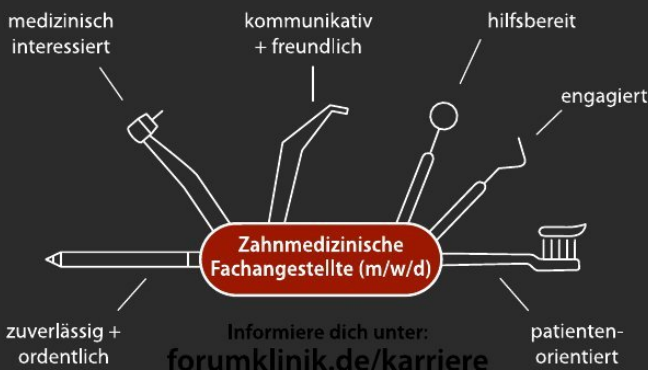 medizinisch
interessiert
kommunikativ
+ freundlich
hilfsbereit
engagiert
Zahnmedizinische
Fachangestellte (m/w/d)
zuverlässig +
ordentlich
Informiere dich unter:
forumklinik.de/karriere
patienten-
orientiert